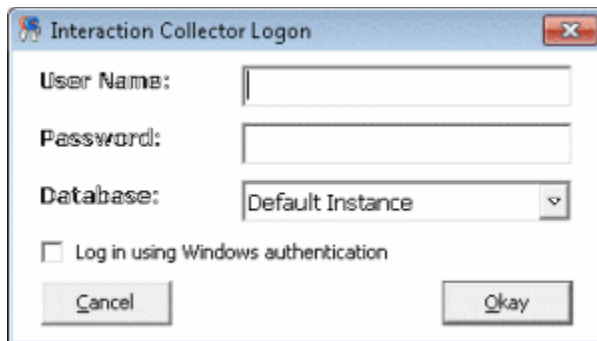 Interaction Collector Logon
User Name:
Password:
Database: Default Instance
Log in using Windows authentication
Cancel Okay